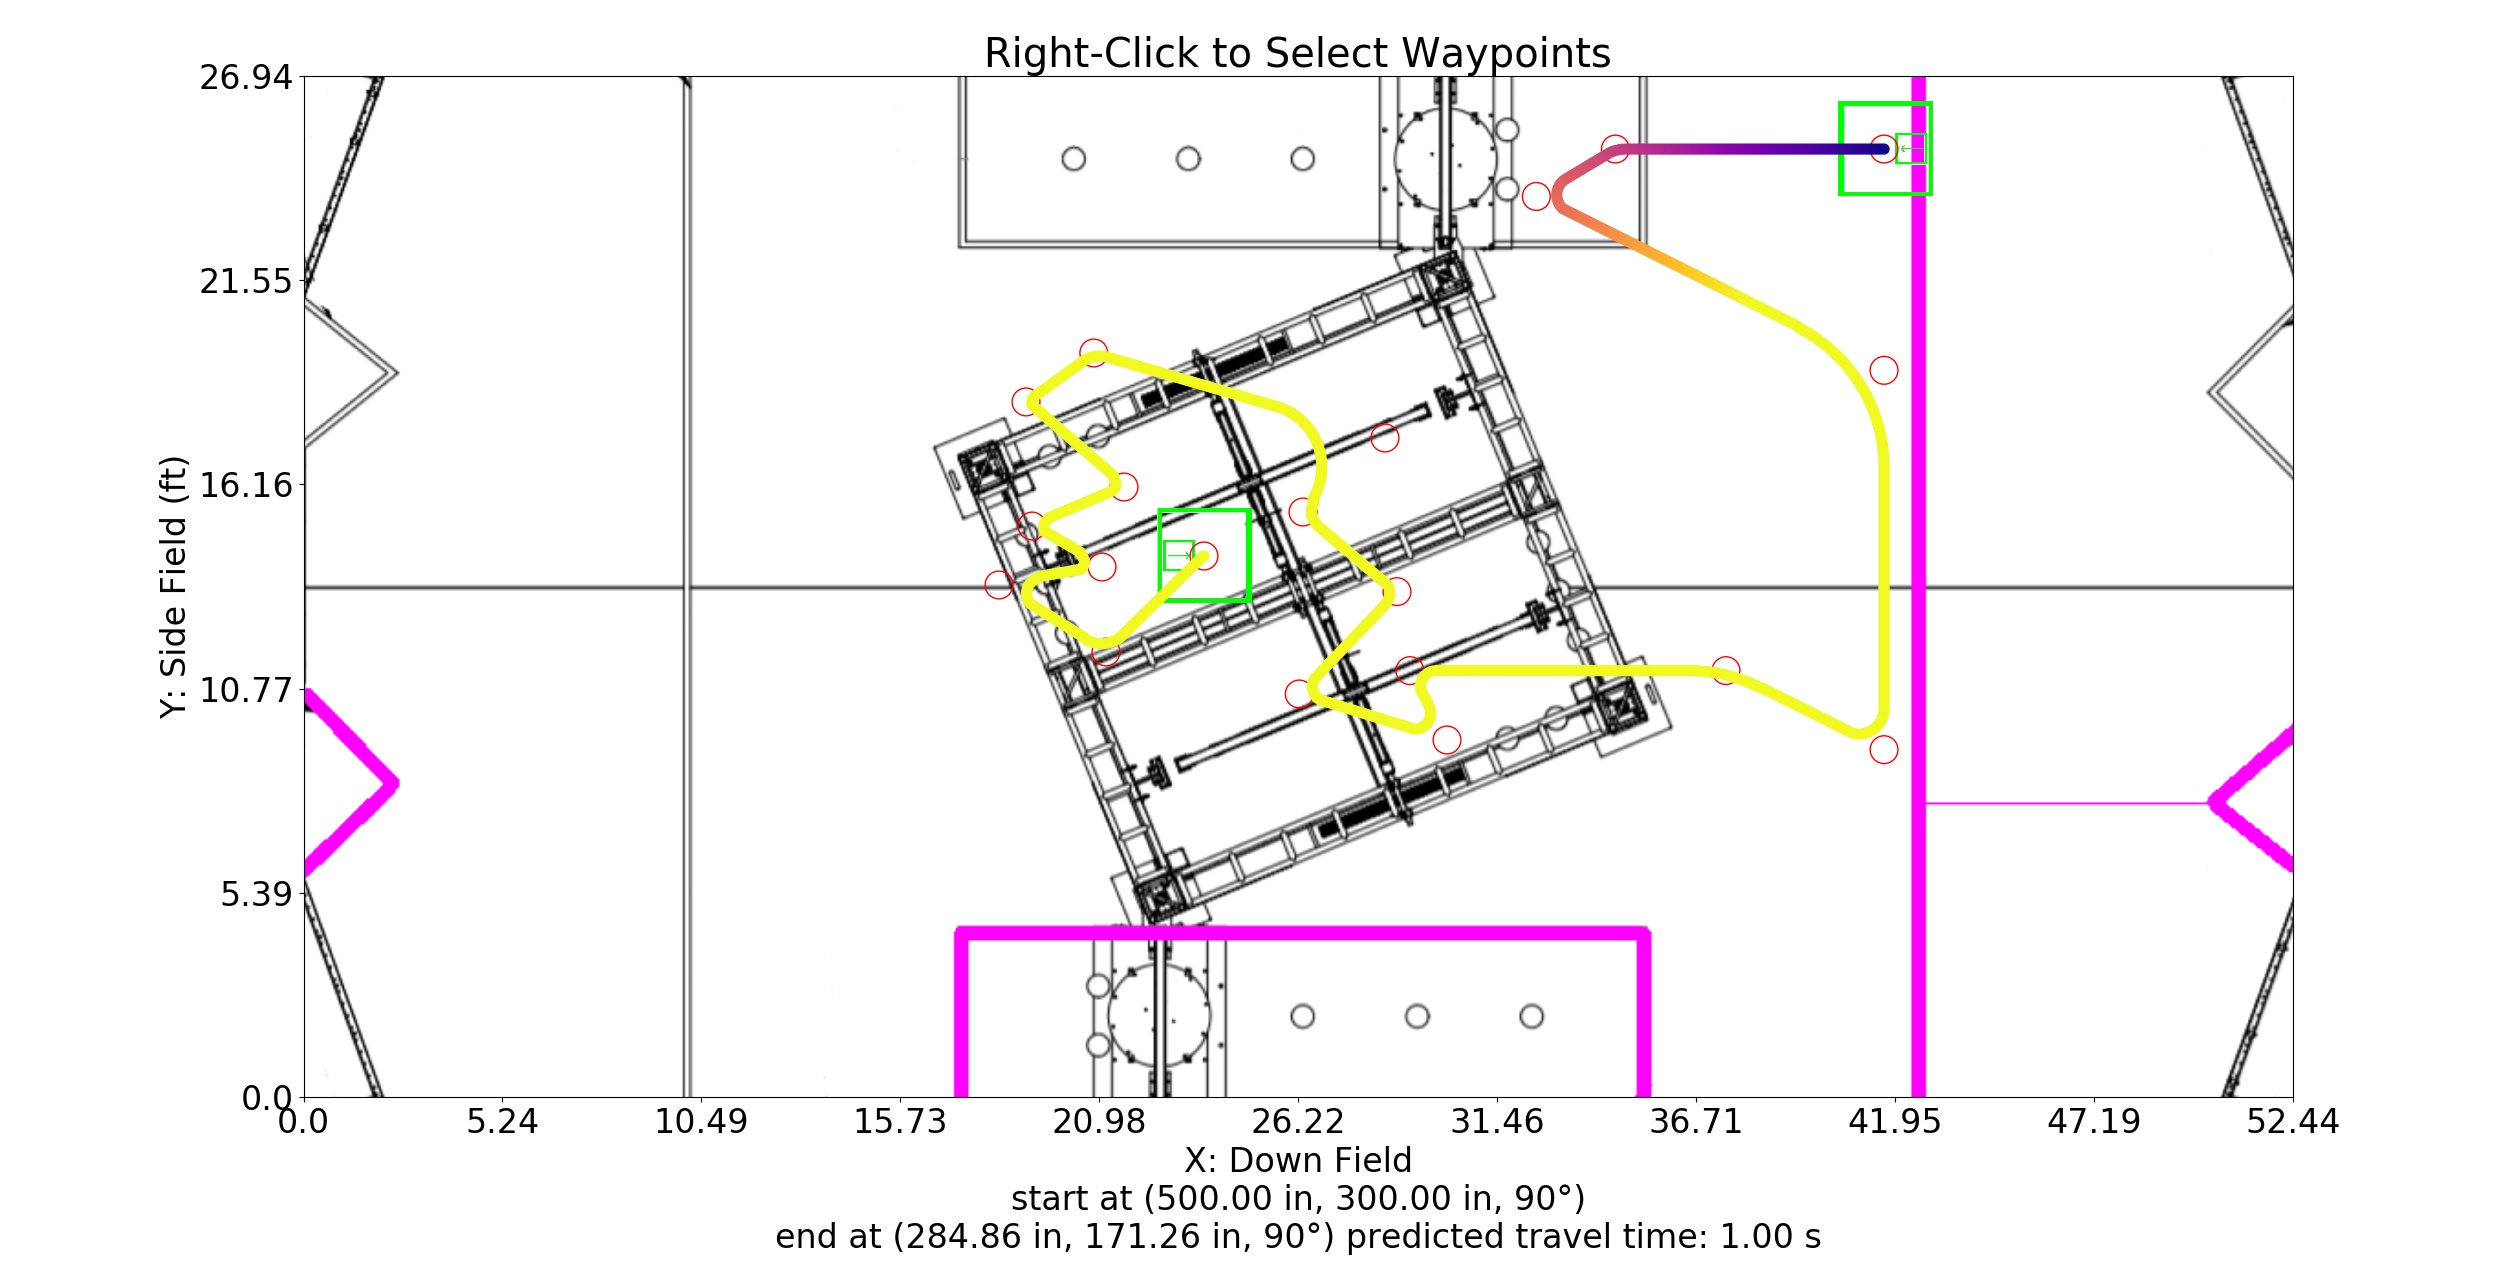 Right-Click to Select Waypoints
26.94
21.55
16.16
10.77
5.39
0.0
Y: Side Field (ft)
0.0 5.24 10.49 15.73 20.98 26.22 31.46 36.71 41.95 47.19 52.44
X: Down Field
start at (500.00 in, 300.00 in, 90°)
end at (284.86 in, 171.26 in, 90°) predicted travel time: 1.00 s